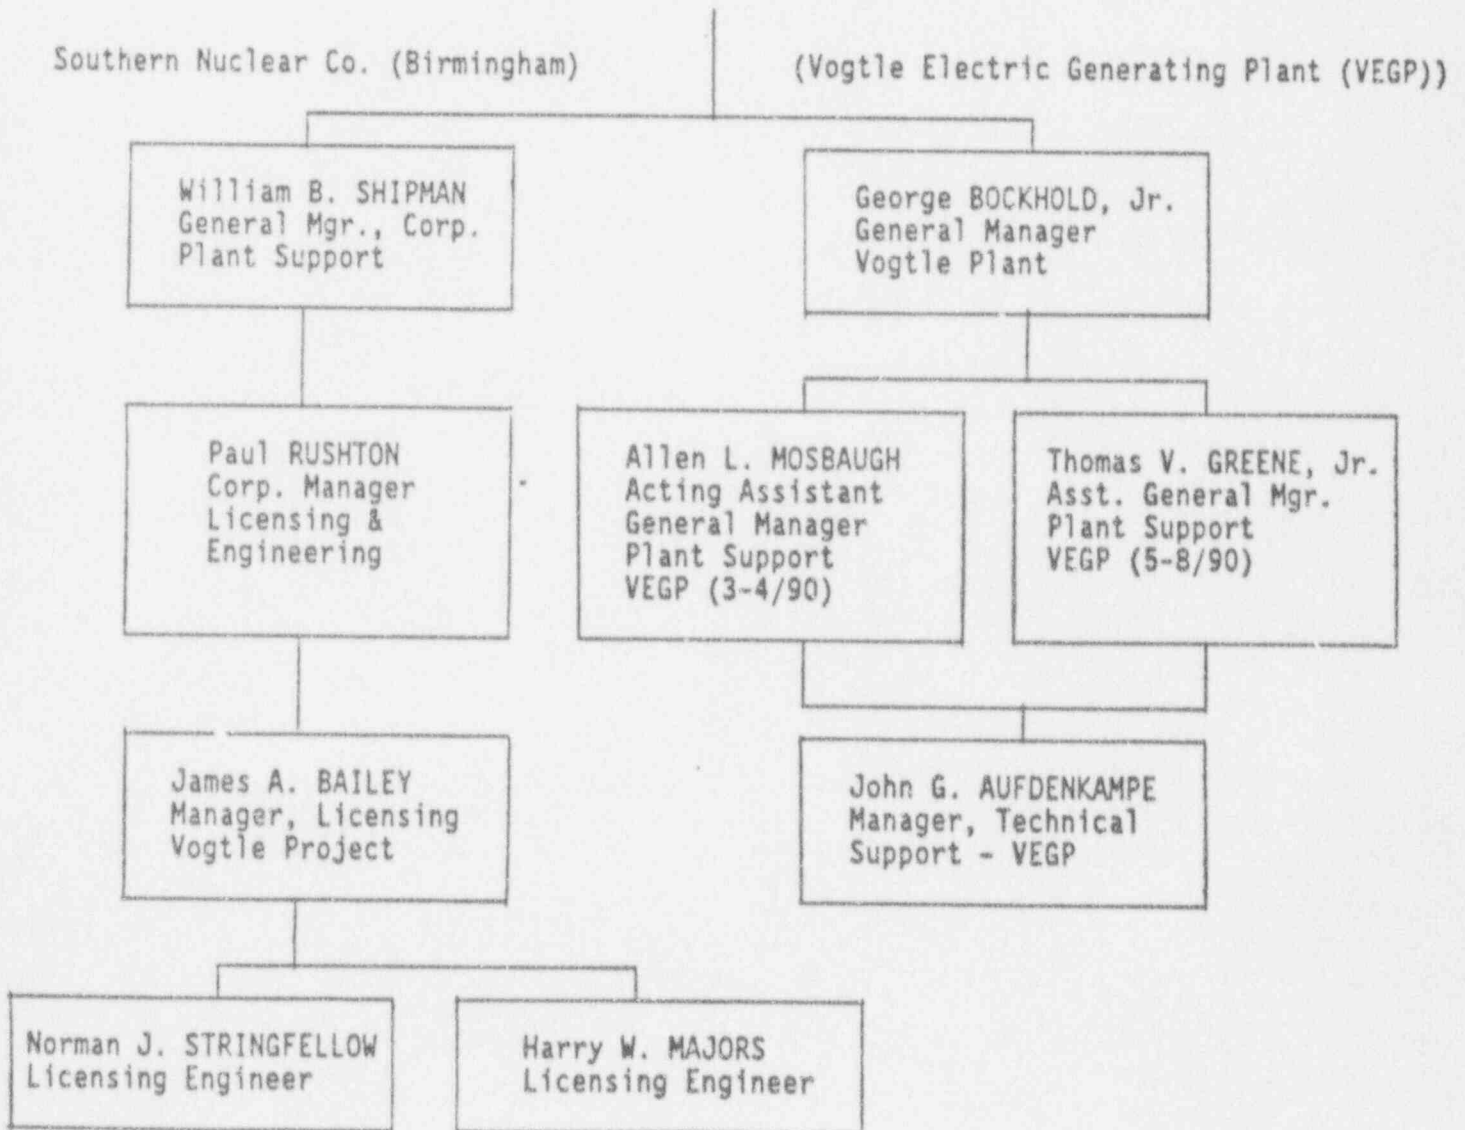 Southern Nuclear Co. (Birmingham)
(Vogtle Electric Generating Plant (VEGP))
William B. SHIPMAN
General Mgr., Corp.
Plant Support
George BOCKHOLD, Jr.
General Manager
Vogtle Plant
Paul RUSHTON
Corp. Manager
Licensing &
Engineering
Allen L. MOSBAUGH
Acting Assistant
General Manager
Plant Support
VEGP (3-4/90)
Thomas V. GREENE, Jr.
Asst. General Mgr.
Plant Support
VEGP (5-8/90)
James A. BAILEY
Manager, Licensing
Vogtle Project
John G. AUFDENKAMPE
Manager, Technical
Support - VEGP
Norman J. STRINGFELLOW
Licensing Engineer
Harry W. MAJORS
Licensing Engineer